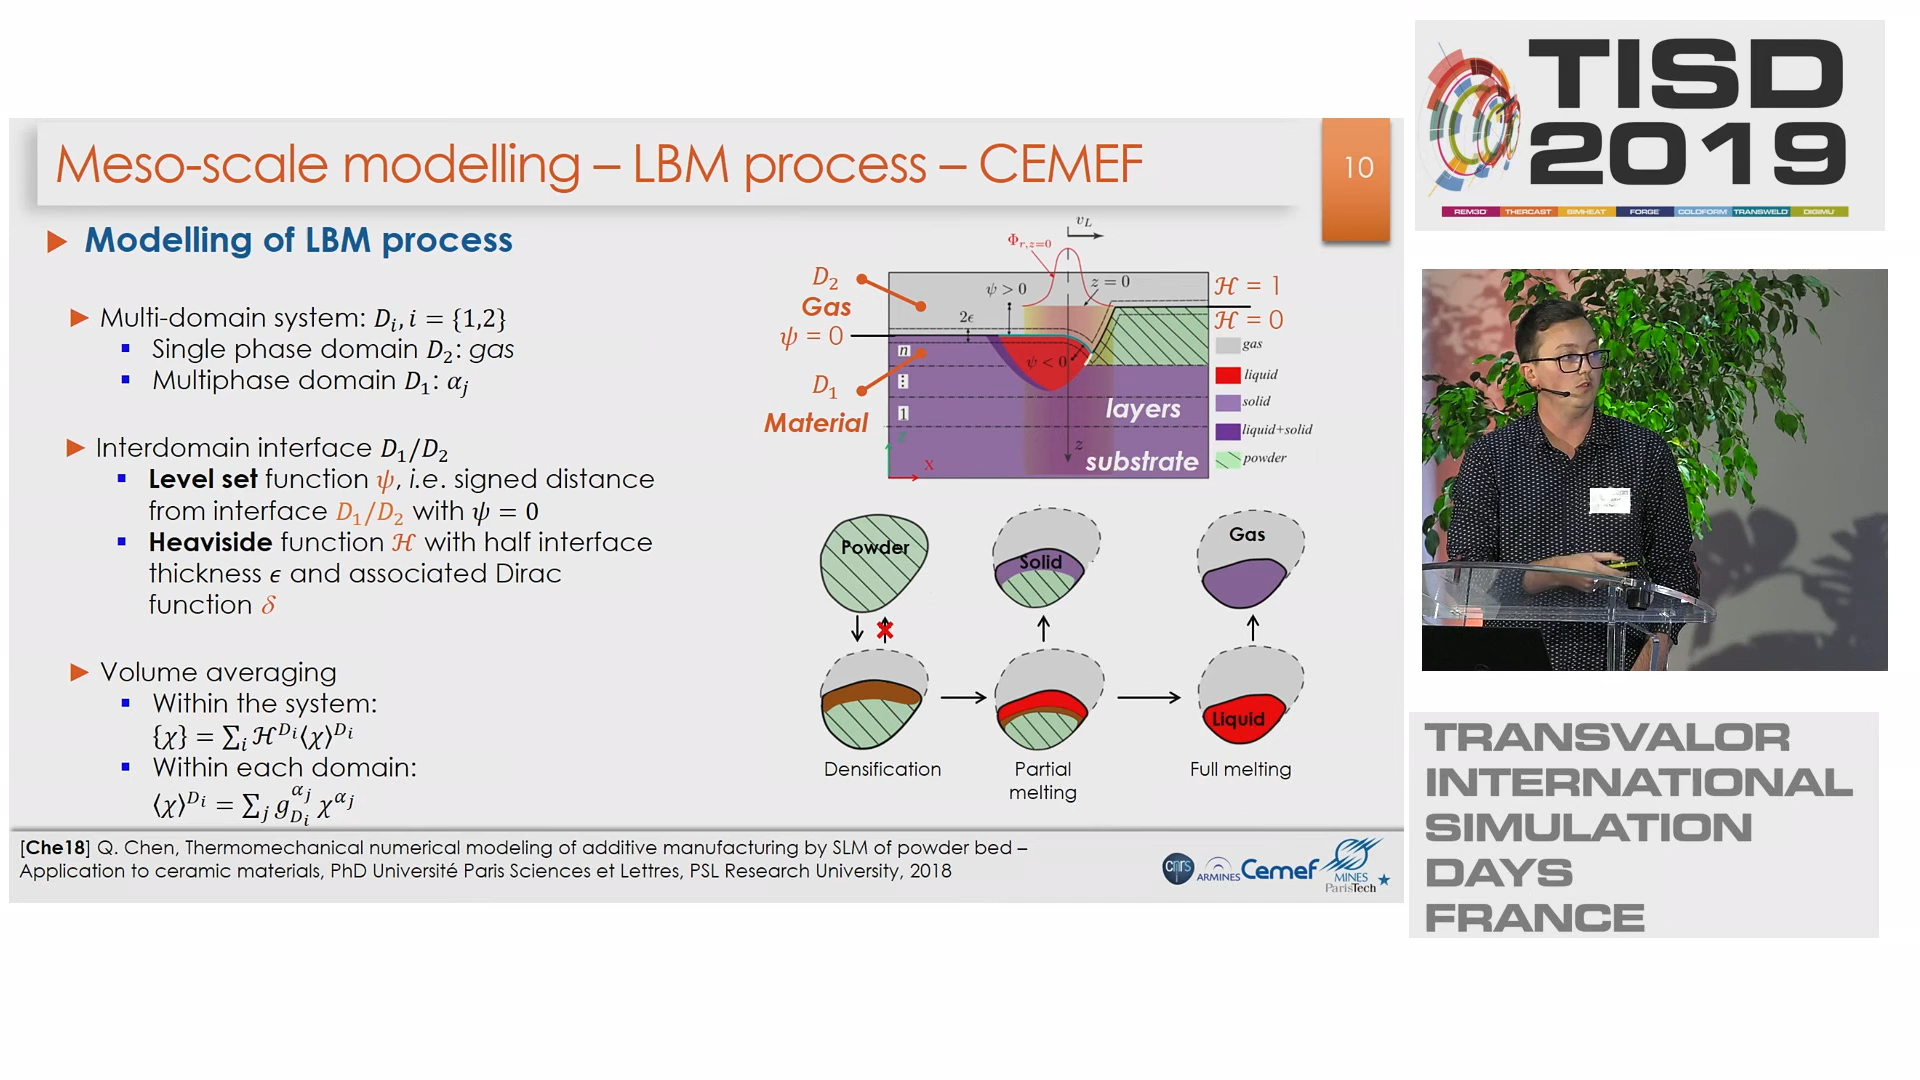 Meso-scale modelling – LBM process – CEMEF
10
Modelling of LBM process
Multi-domain system: D_i, i = {1,2}
Single phase domain D_2: gas
Multiphase domain D_1: α_j
Interdomain interface D_1/D_2
Level set function ψ, i.e. signed distance
from interface D_1/D_2 with ψ = 0
Heaviside function ℋ with half interface
thickness ϵ and associated Dirac
function δ
Volume averaging
Within the system:
{χ} = ∑_i ℋ^{D_i}⟨χ⟩^{D_i}
Within each domain:
⟨χ⟩^{D_i} = ∑_j g_{D_i}^{α_j} χ^{α_j}
v_L
Φ_{r,z=0}
D_2
Gas
ψ = 0
D_1
Material
ψ > 0
z = 0
2ϵ
ψ < 0
n
⋮
1
z
x
z
layers
substrate
ℋ = 1
ℋ = 0
gas
liquid
solid
liquid+solid
powder
Powder
Solid
Gas
Liquid
Densification
Partial
melting
Full melting
[Che18] Q. Chen, Thermomechanical numerical modeling of additive manufacturing by SLM of powder bed –
Application to ceramic materials, PhD Université Paris Sciences et Lettres, PSL Research University, 2018
cnrs
ARMINES
Cemef
MINES
ParisTech
TISD
2019
REM3D
THERCAST
SIMHEAT
FORGE
COLDFORM
TRANSWELD
DIGIMU
TRANSVALOR
INTERNATIONAL
SIMULATION
DAYS
FRANCE